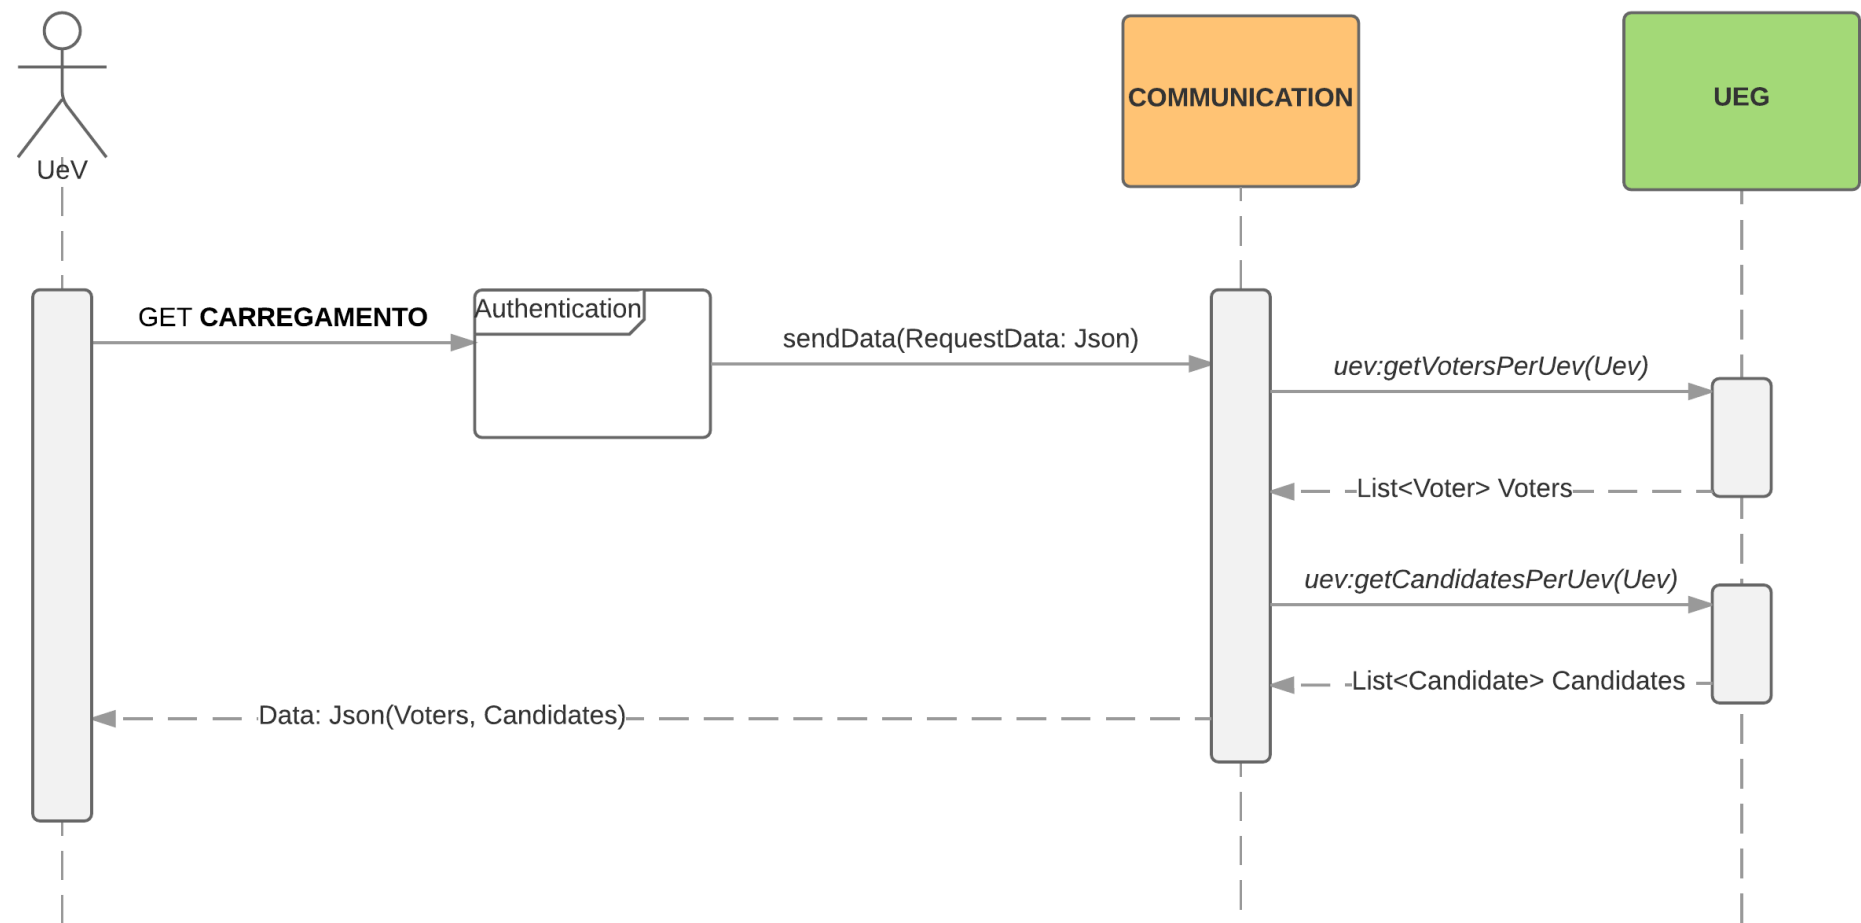 UeV
COMMUNICATION
UEG
GET CARREGAMENTO
Authentication
sendData(RequestData: Json)
uev:getVotersPerUev(Uev)
List<Voter> Voters
uev:getCandidatesPerUev(Uev)
List<Candidate> Candidates
Data: Json(Voters, Candidates)